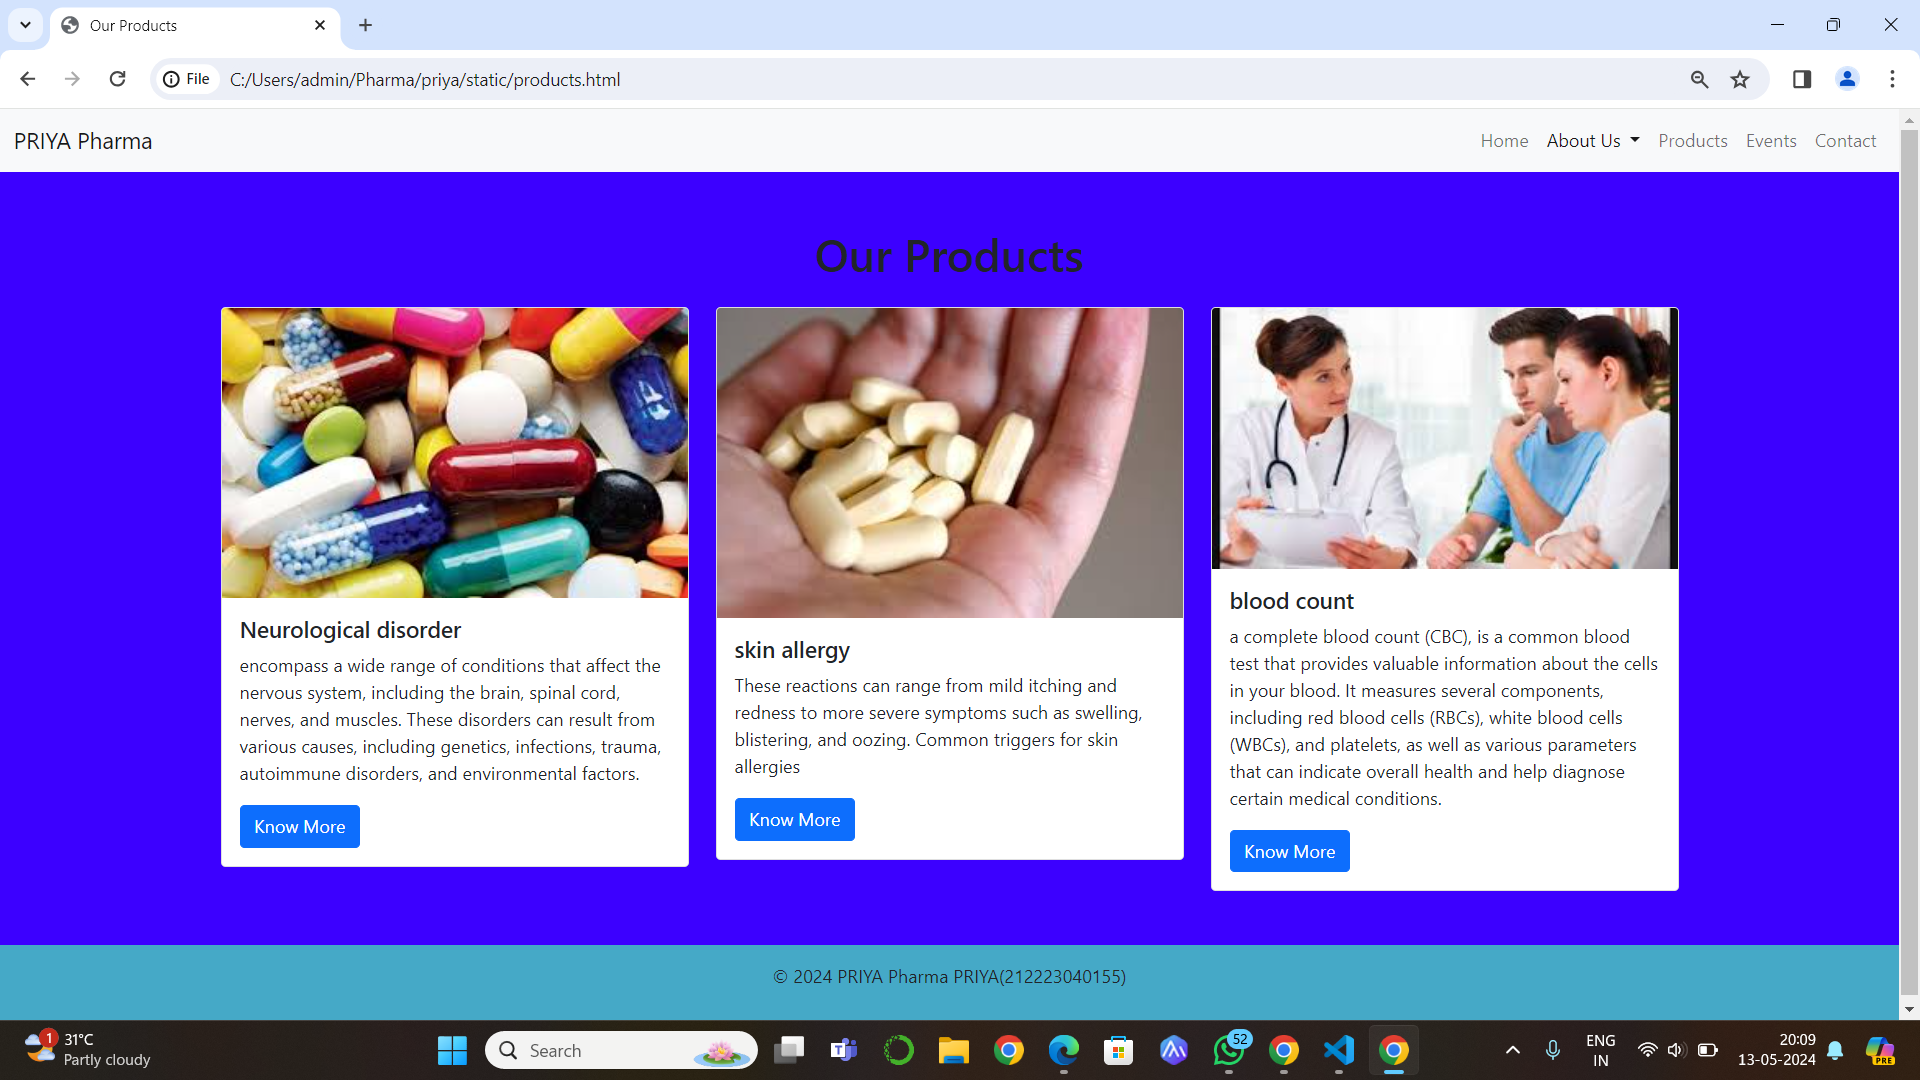 Our Products
File
C:/Users/admin/Pharma/priya/static/products.html
PRIYA Pharma
Home
About Us
Products
Events
Contact
Our Products
Neurological disorder
encompass a wide range of conditions that affect the
nervous system, including the brain, spinal cord,
nerves, and muscles. These disorders can result from
various causes, including genetics, infections, trauma,
autoimmune disorders, and environmental factors.
Know More
skin allergy
These reactions can range from mild itching and
redness to more severe symptoms such as swelling,
blistering, and oozing. Common triggers for skin
allergies
Know More
blood count
a complete blood count (CBC), is a common blood
test that provides valuable information about the cells
in your blood. It measures several components,
including red blood cells (RBCs), white blood cells
(WBCs), and platelets, as well as various parameters
that can indicate overall health and help diagnose
certain medical conditions.
Know More
© 2024 PRIYA Pharma PRIYA(212223040155)
1
31°C
Partly cloudy
Search
T
52
ENG
IN
20:09
13-05-2024
PRE